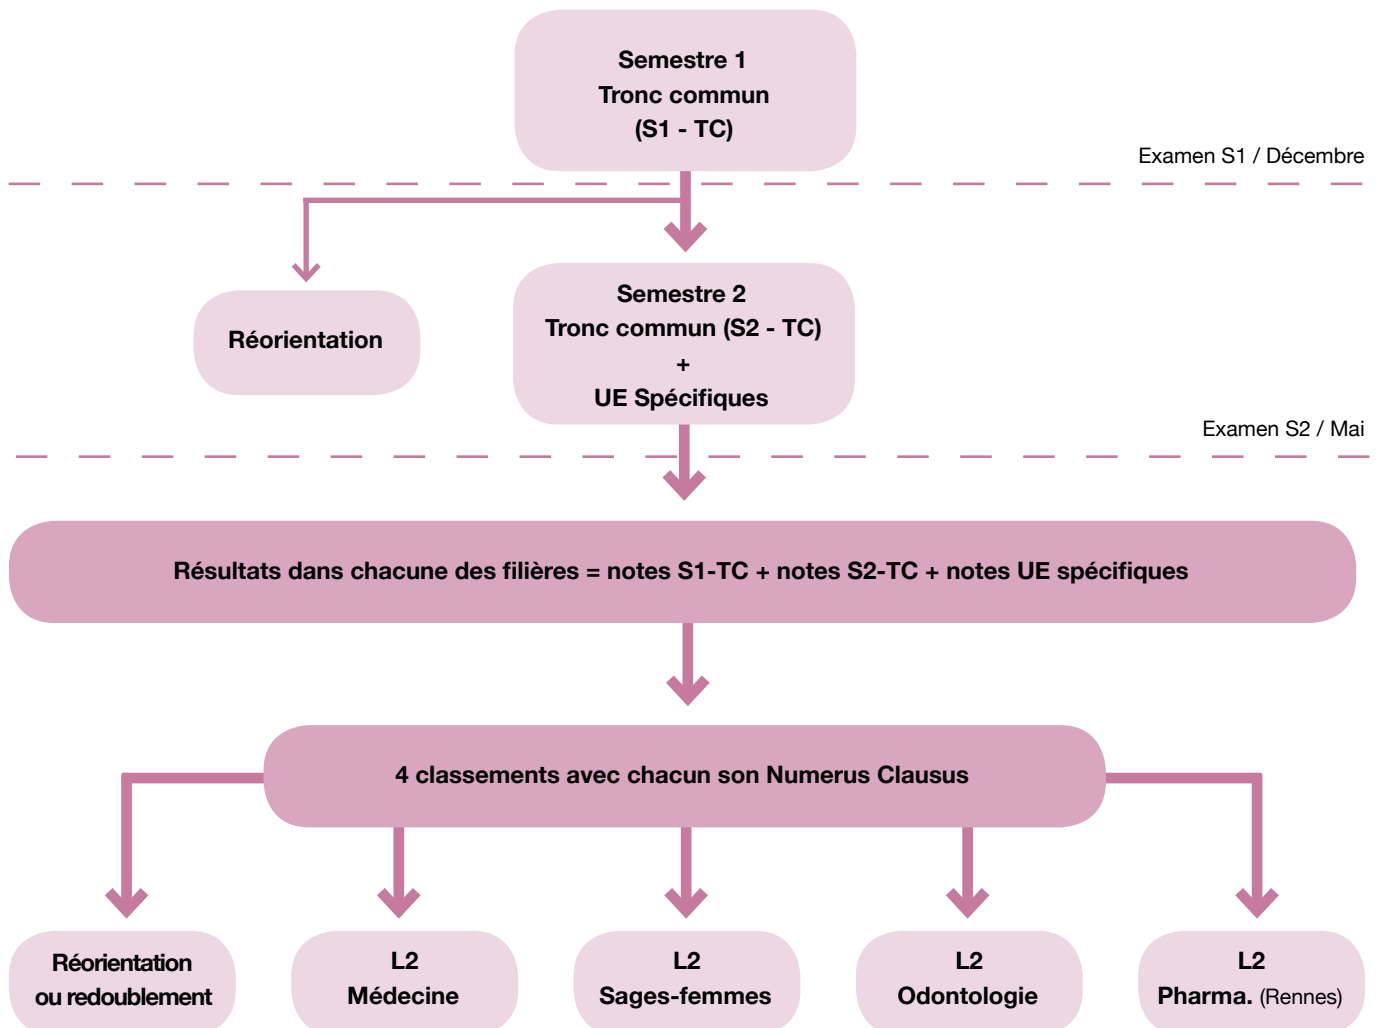 Semestre 1
Tronc commun
(S1 - TC)
Examen S1 / Décembre
Réorientation
Semestre 2
Tronc commun (S2 - TC)
+
UE Spécifiques
Examen S2 / Mai
Résultats dans chacune des filières = notes S1-TC + notes S2-TC + notes UE spécifiques
4 classements avec chacun son Numerus Clausus
Réorientation
ou redoublement
L2
Médecine
L2
Sages-femmes
L2
Odontologie
L2
Pharma. (Rennes)